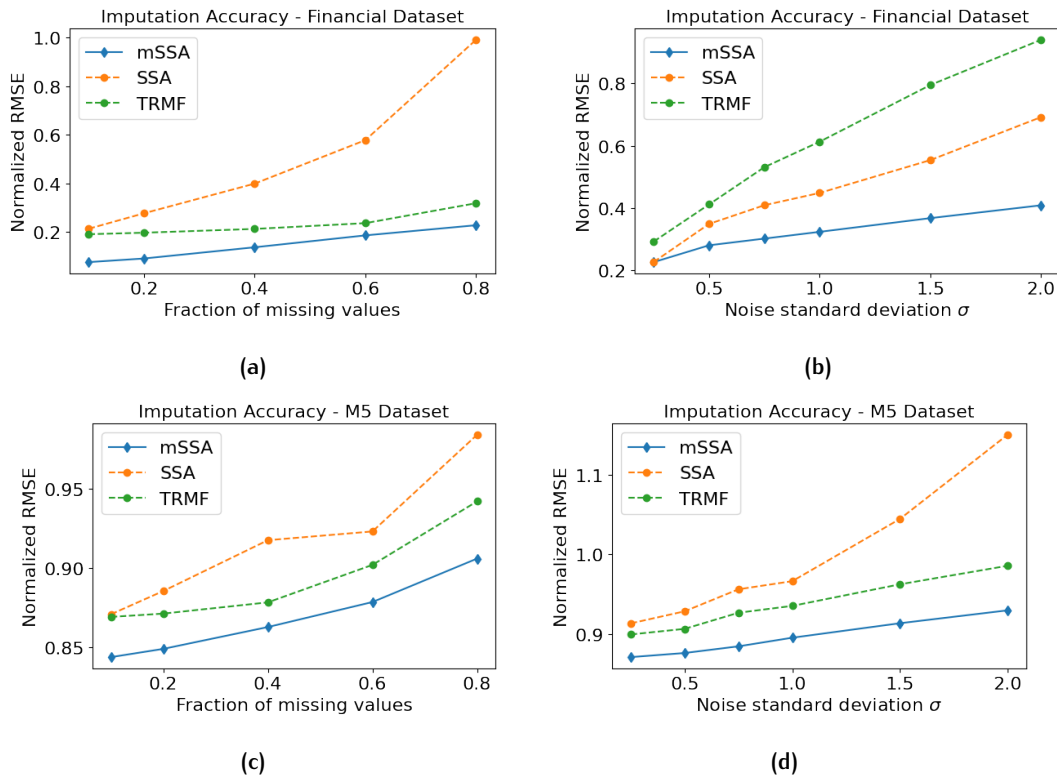 Imputation Accuracy - Financial Dataset
Normalized RMSE
1.0
0.8
0.6
0.4
0.2
mSSA
SSA
TRMF
0.2
0.4
0.6
0.8
Fraction of missing values
(a)
Imputation Accuracy - Financial Dataset
Normalized RMSE
0.8
0.6
0.4
0.2
mSSA
SSA
TRMF
0.5
1.0
1.5
2.0
Noise standard deviation σ
(b)
Imputation Accuracy - M5 Dataset
Normalized RMSE
0.95
0.90
0.85
mSSA
SSA
TRMF
0.2
0.4
0.6
0.8
Fraction of missing values
(c)
Imputation Accuracy - M5 Dataset
Normalized RMSE
1.1
1.0
0.9
mSSA
SSA
TRMF
0.5
1.0
1.5
2.0
Noise standard deviation σ
(d)